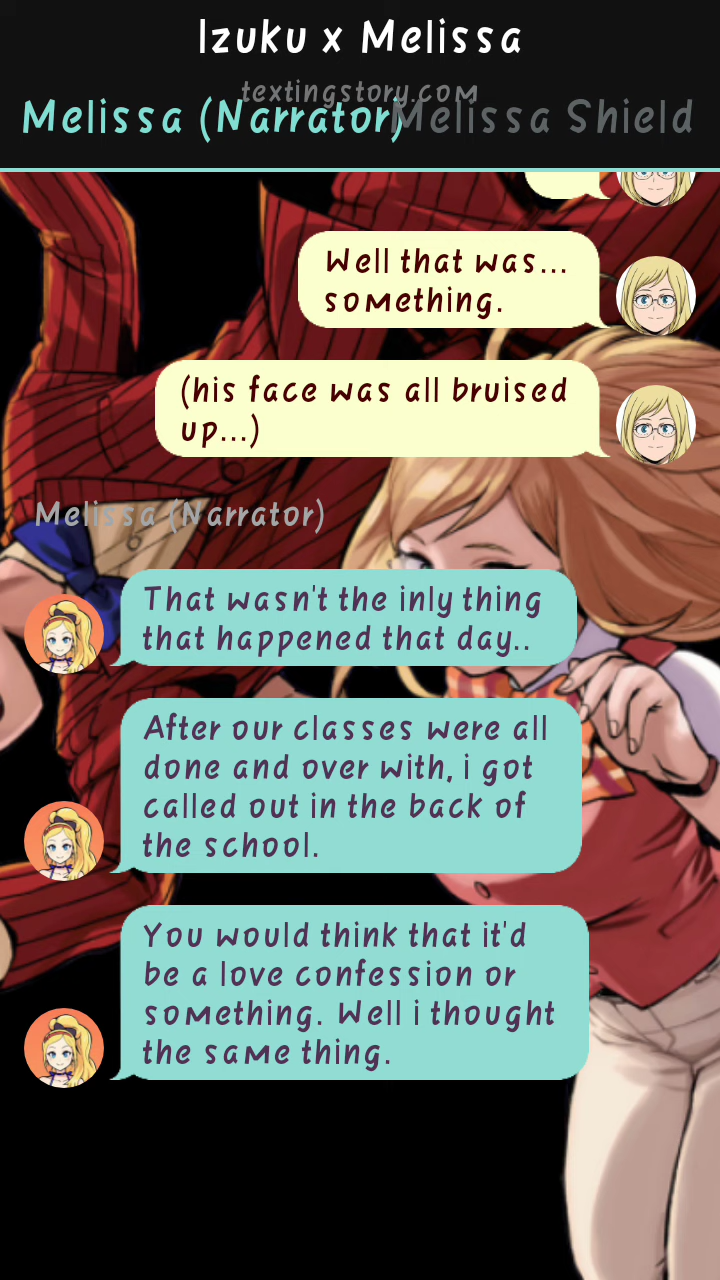 Izuku x Melissa
textingstory.com
Melissa (Narrator)
Melissa Shield
Well that was...
something.
(his face was all bruised
up...)
Melissa (Narrator)
That wasn't the inly thing
that happened that day..
After our classes were all
done and over with, i got
called out in the back of
the school.
You would think that it'd
be a love confession or
something. Well i thought
the same thing.